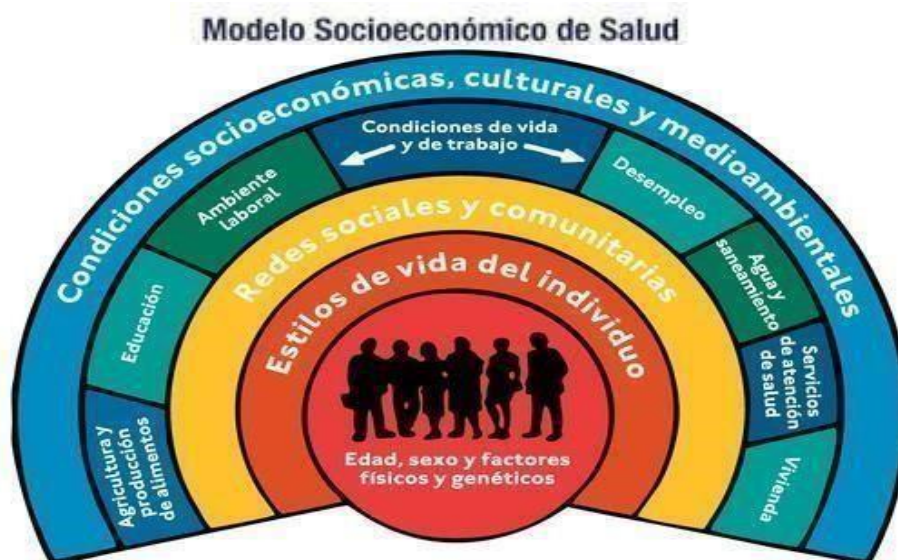 Modelo Socioeconómico de Salud
Condiciones socioeconómicas, culturales y medioambientales
Condiciones de vida
y de trabajo
Ambiente
laboral
Desempleo
Educación
Agua y
saneamiento
Agricultura y
producción
de alimentos
Servicios
de atención
de salud
Vivienda
Redes sociales y comunitarias
Estilos de vida del individuo
Edad, sexo y factores
físicos y genéticos